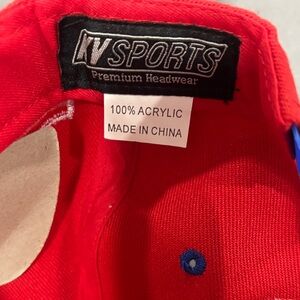 KV SPORTS
Premium Headwear
100% ACRYLIC
MADE IN CHINA